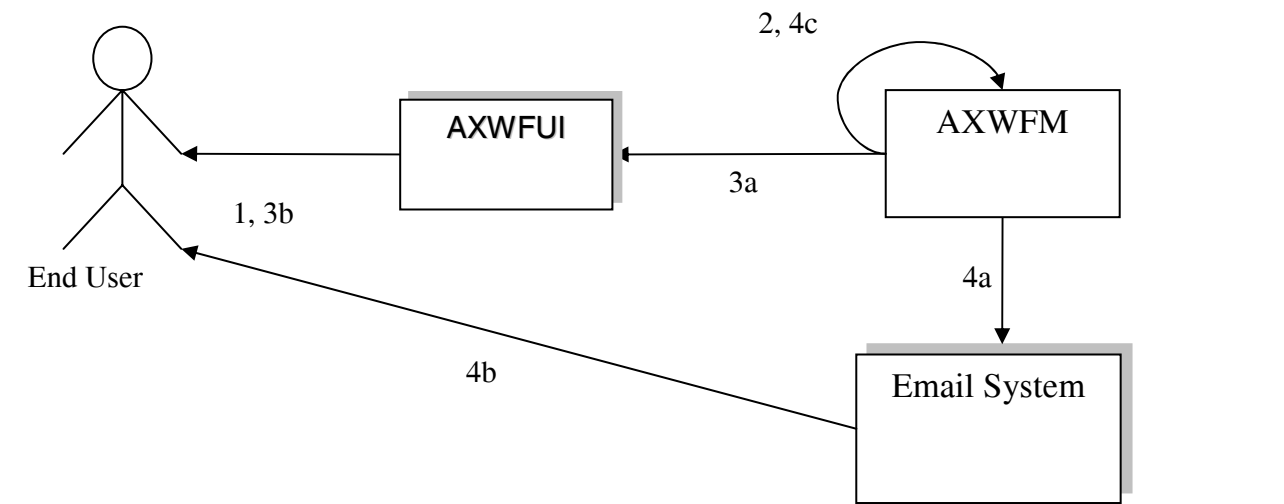 2, 4c
AXWFUI
AXWFM
3a
1, 3b
End User
4a
4b
Email System